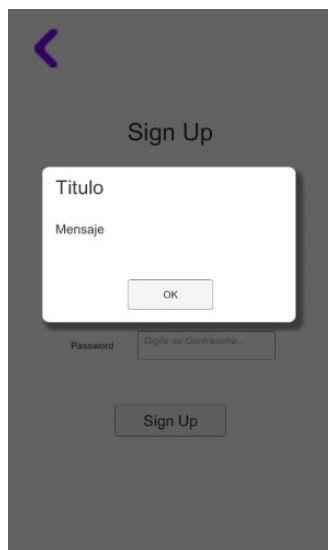 Sign Up
Titulo
Mensaje
OK
Password
Digite su Contraseña...
Sign Up